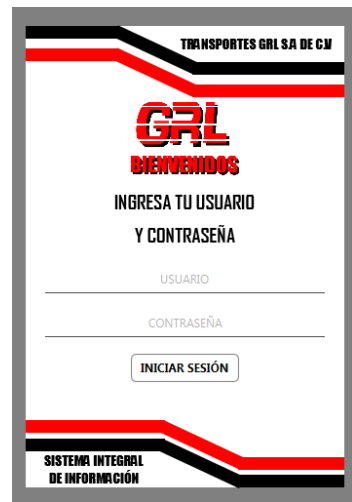 TRANSPORTES GRL S.A DE C.V
GRL
BIENVENIDOS
INGRESA TU USUARIO
Y CONTRASEÑA
USUARIO
CONTRASEÑA
INICIAR SESIÓN
SISTEMA INTEGRAL
DE INFORMACIÓN